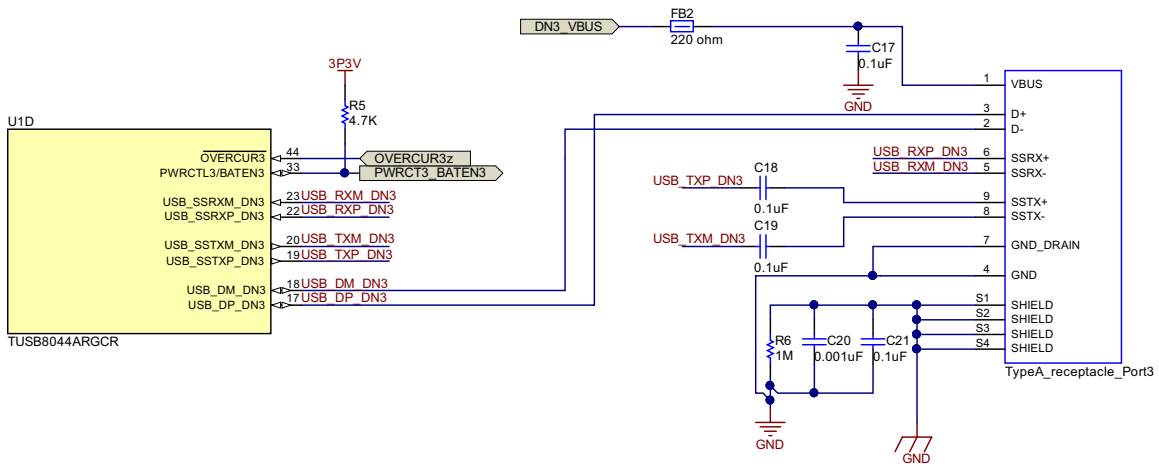 FB2
DN3_VBUS
220 ohm
C17
0.1uF
GND
3P3V
R5
4.7K
U1D
OVERCUR3 44 OVERCUR3z
PWRCTL3/BATEN3 33 PWRCT3_BATEN3
USB_SSRXM_DN3 23 USB_RXM_DN3
USB_SSRXP_DN3 22 USB_RXP_DN3
USB_SSTXM_DN3 20 USB_TXM_DN3
USB_SSTXP_DN3 19 USB_TXP_DN3
USB_DM_DN3 18 USB_DM_DN3
USB_DP_DN3 17 USB_DP_DN3
TUSB8044ARGCR
1 VBUS
3 D+
2 D-
USB_RXP_DN3 6 SSRX+
USB_RXM_DN3 5 SSRX-
C18
USB_TXP_DN3
0.1uF
9 SSTX+
8 SSTX-
C19
USB_TXM_DN3
0.1uF
7 GND_DRAIN
4 GND
S1 SHIELD
S2 SHIELD
S3 SHIELD
S4 SHIELD
R6
1M
C20
0.001uF
C21
0.1uF
TypeA_receptacle_Port3
GND
GND